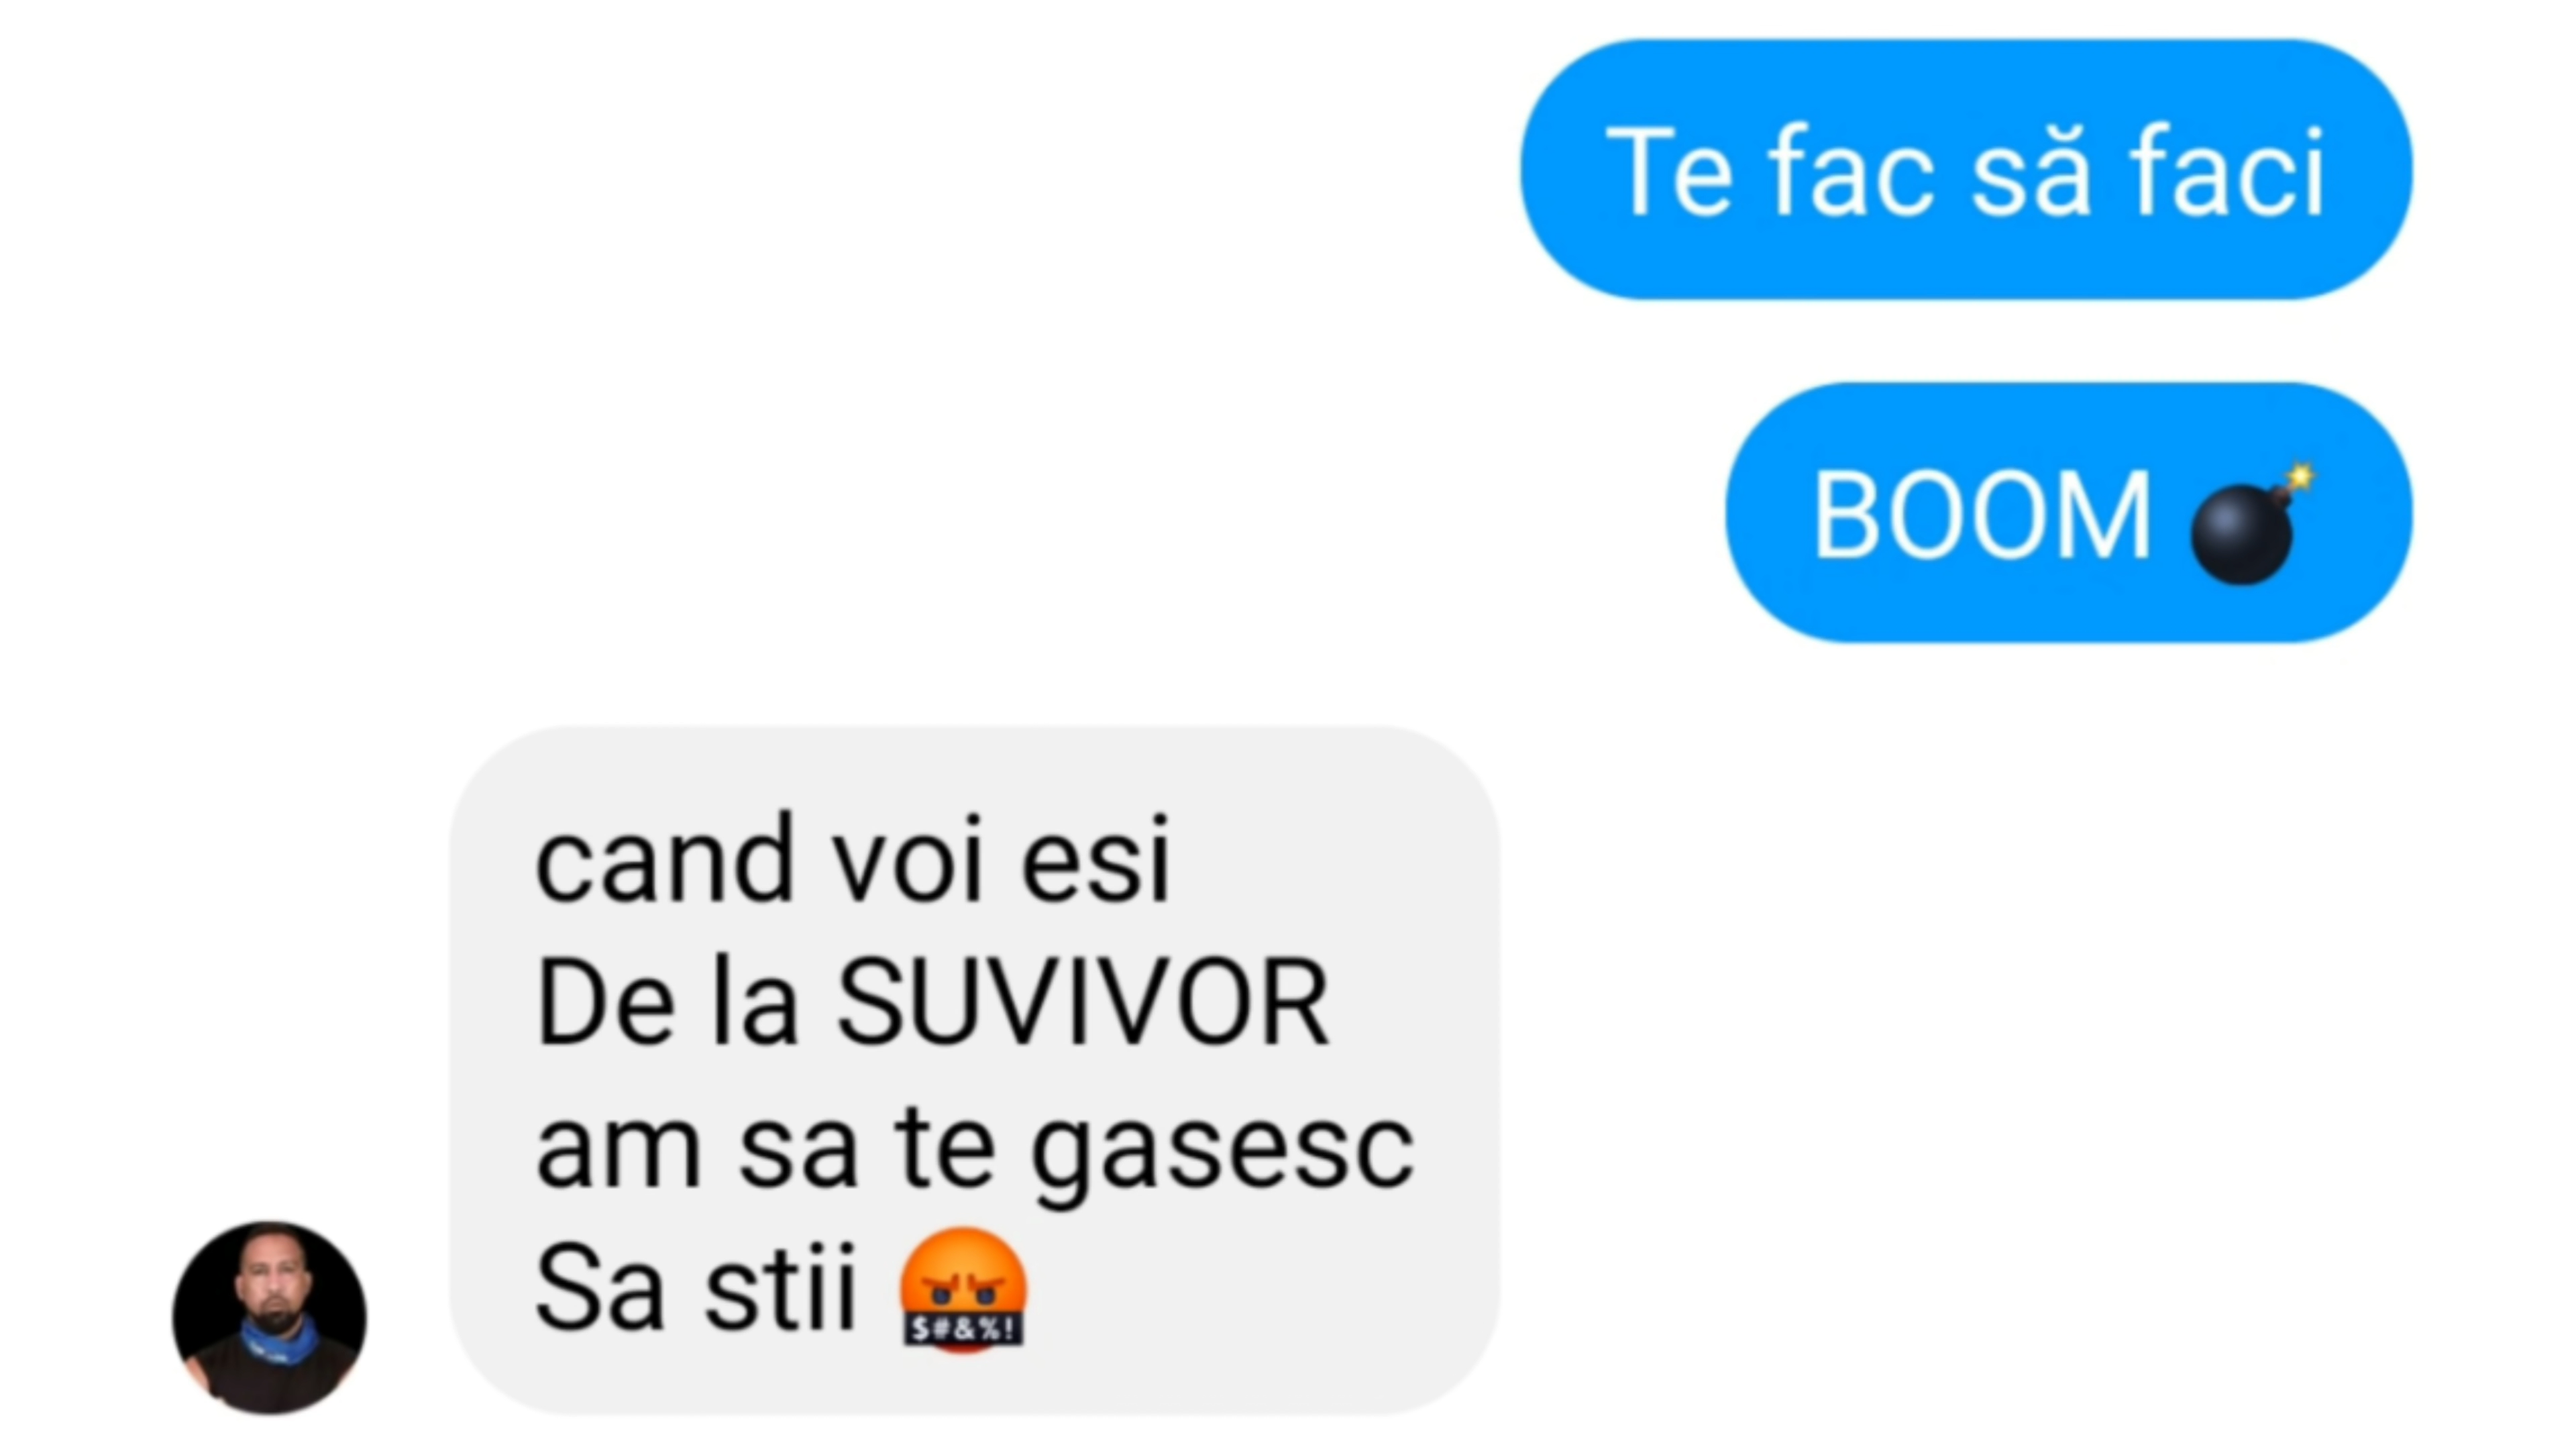 Te fac să faci
BOOM 💣
cand voi esi
De la SUVIVOR
am sa te gasesc
Sa stii 🤬